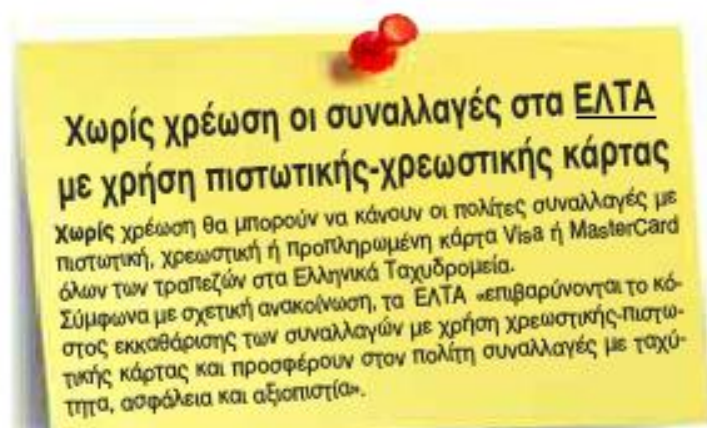 Χωρίς χρέωση οι συναλλαγές στα ΕΛΤΑ
με χρήση πιστωτικής-χρεωστικής κάρτας
Χωρίς χρέωση θα μπορούν να κάνουν οι πολίτες συναλλαγές με
πιστωτική, χρεωστική ή προπληρωμένη κάρτα Visa ή MasterCard
όλων των τραπεζών στα Ελληνικά Ταχυδρομεία.
Σύμφωνα με σχετική ανακοίνωση, τα ΕΛΤΑ «επιβαρύνονται το κό-
στος εκκαθάρισης των συναλλαγών με χρήση χρεωστικής-πιστω-
τικής κάρτας και προσφέρουν στον πολίτη συναλλαγές με ταχύ-
τητα, ασφάλεια και αξιοπιστία».